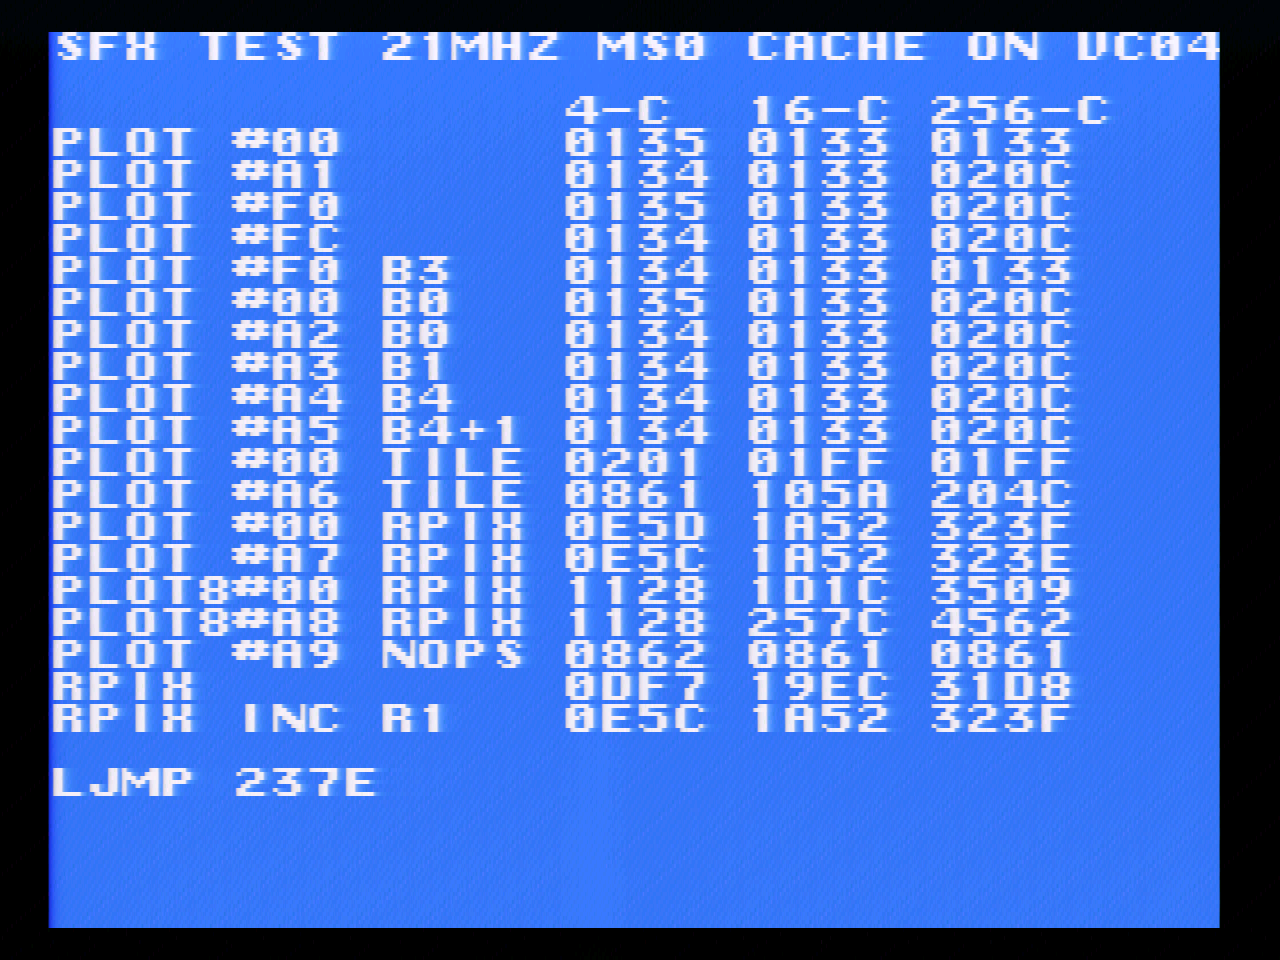 SFX TEST 21MHZ MS0 CACHE ON VC04
4-C 16-C 256-C
PLOT #00 0135 0133 0133
PLOT #A1 0134 0133 020C
PLOT #F0 0135 0133 020C
PLOT #FC 0134 0133 020C
PLOT #F0 B3 0134 0133 0133
PLOT #00 B0 0135 0133 020C
PLOT #A2 B0 0134 0133 020C
PLOT #A3 B1 0134 0133 020C
PLOT #A4 B4 0134 0133 020C
PLOT #A5 B4+1 0134 0133 020C
PLOT #00 TILE 0201 01FF 01FF
PLOT #A6 TILE 0861 105A 204C
PLOT #00 RPIX 0E5D 1A52 323F
PLOT #A7 RPIX 0E5C 1A52 323E
PLOT8#00 RPIX 1128 1D1C 3509
PLOT8#A8 RPIX 1128 257C 4562
PLOT #A9 NOPS 0862 0861 0861
RPIX 0DF7 19EC 31D8
RPIX INC R1 0E5C 1A52 323F
LJMP 237E